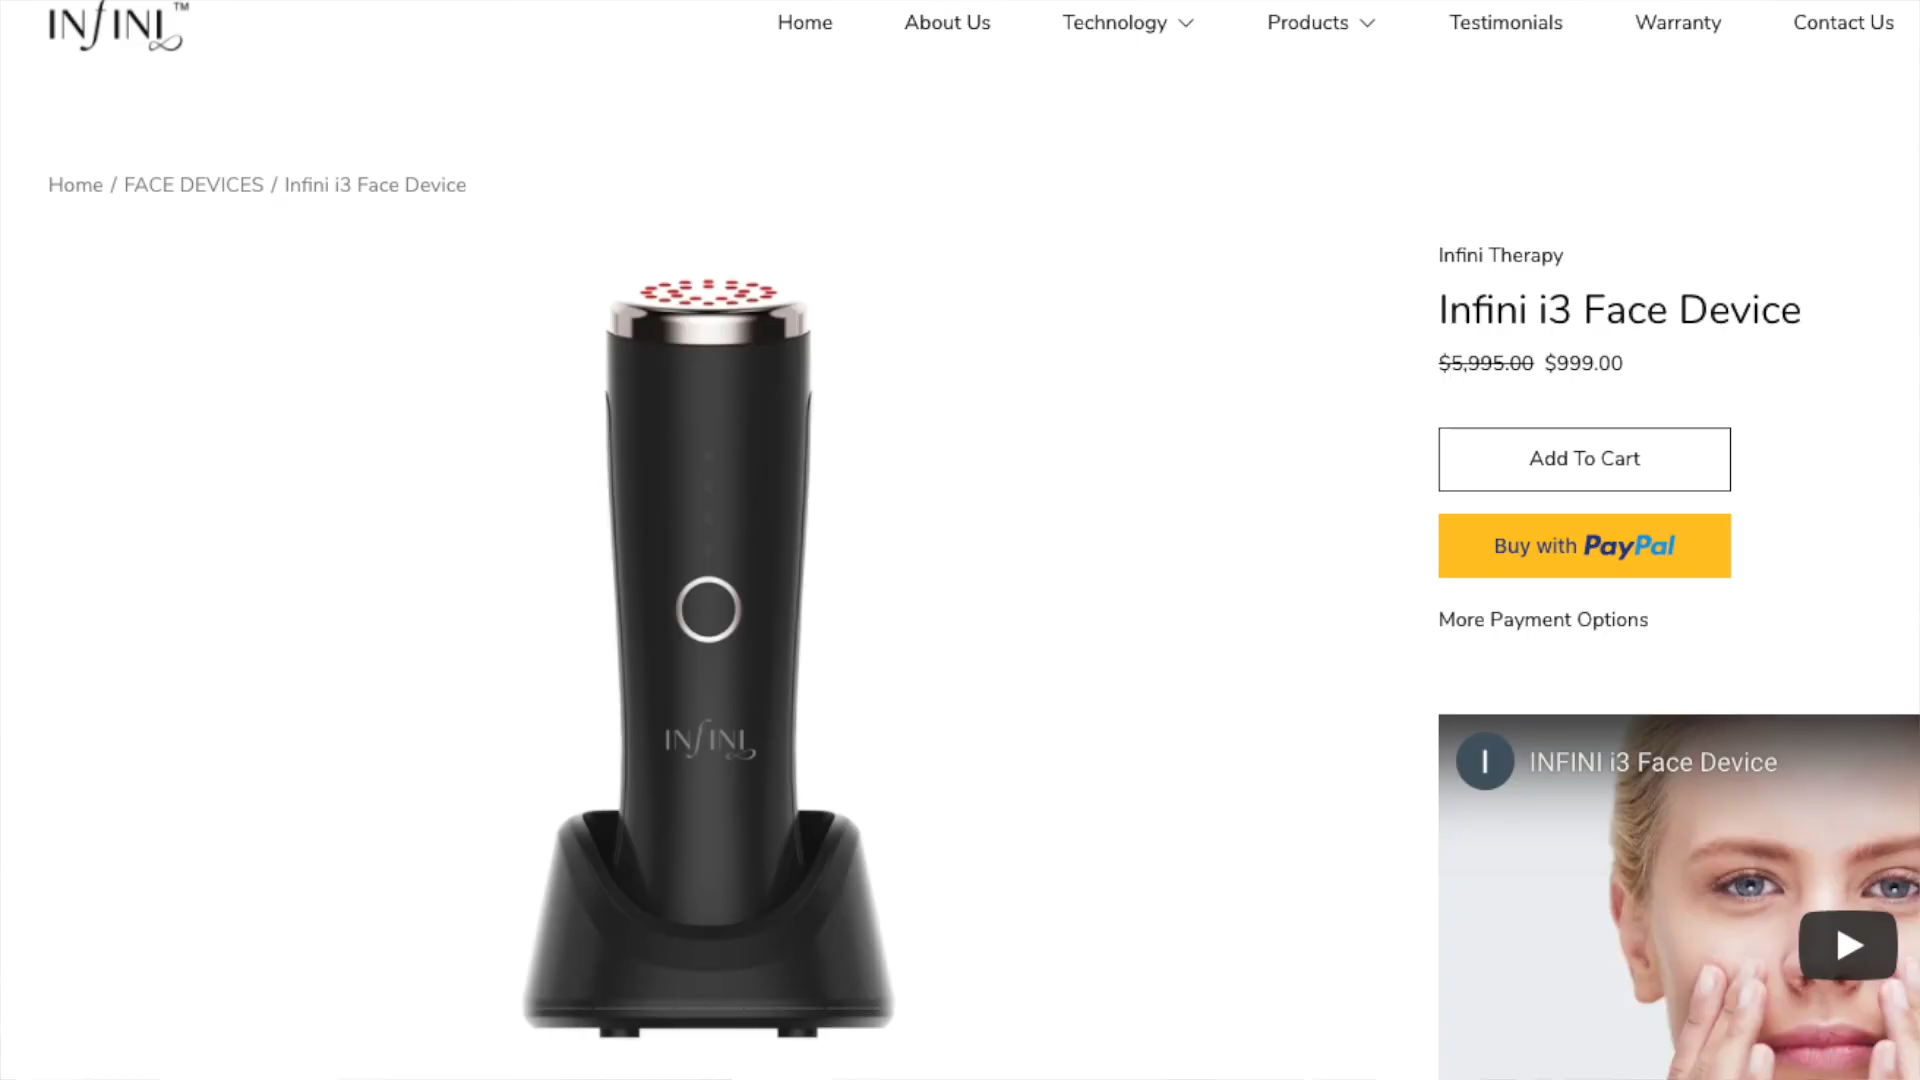 INFINI™
Home About Us Technology Products Testimonials Warranty Contact Us
Home / FACE DEVICES / Infini i3 Face Device
Infini Therapy
Infini i3 Face Device
$5,995.00 $999.00
Add To Cart
Buy with PayPal
More Payment Options
INFINI
I INFINI i3 Face Device